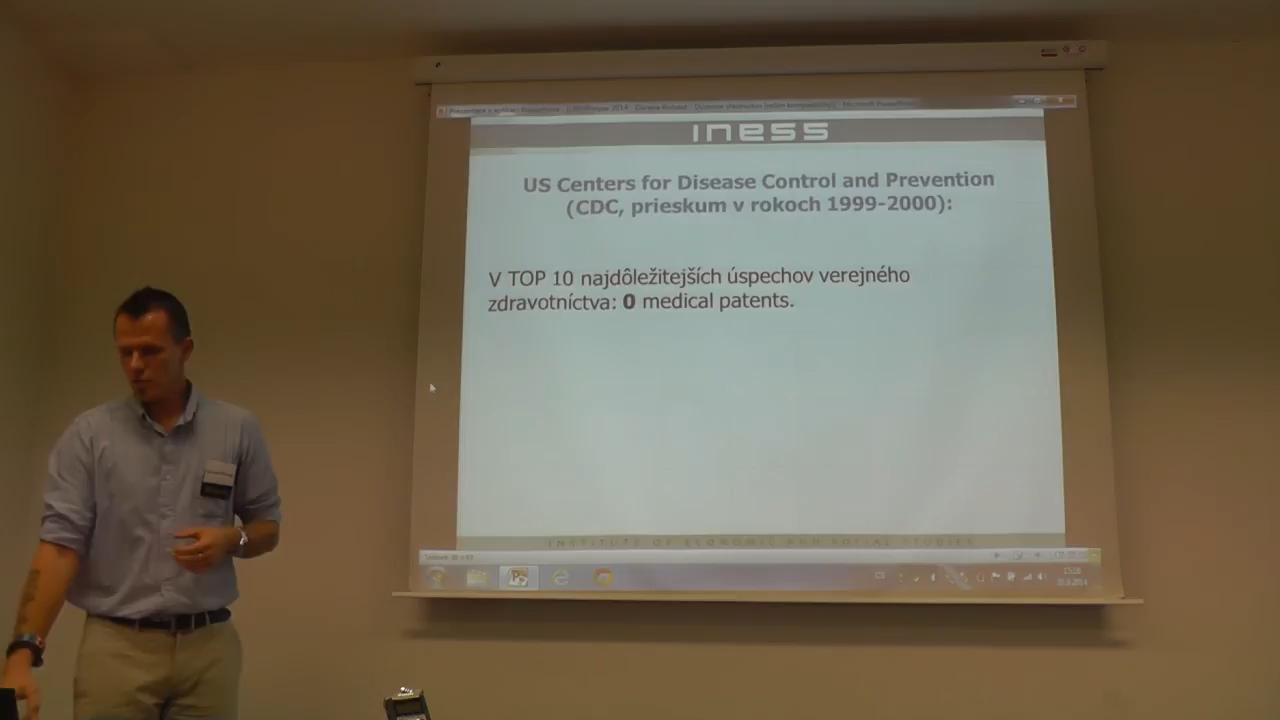 iness
US Centers for Disease Control and Prevention
(CDC, prieskum v rokoch 1999-2000):
V TOP 10 najdôležitejších úspechov verejného
zdravotníctva: 0 medical patents.
INSTITUTE OF ECONOMIC AND SOCIAL STUDIES